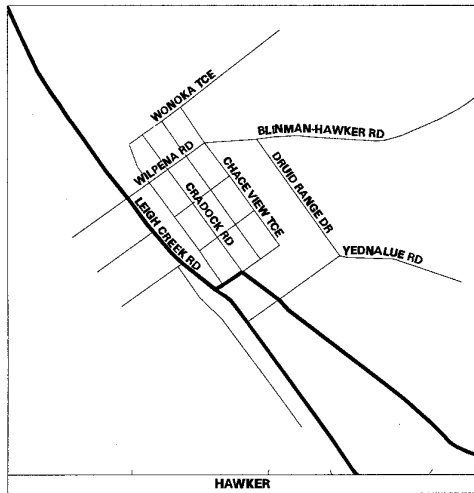 WONOKA TCE
BLINMAN-HAWKER RD
WILPENA RD
CHACE VIEW TCE
DRUID RANGE DR
CRADOCK RD
LEIGH CREEK RD
YEDNALUE RD
HAWKER